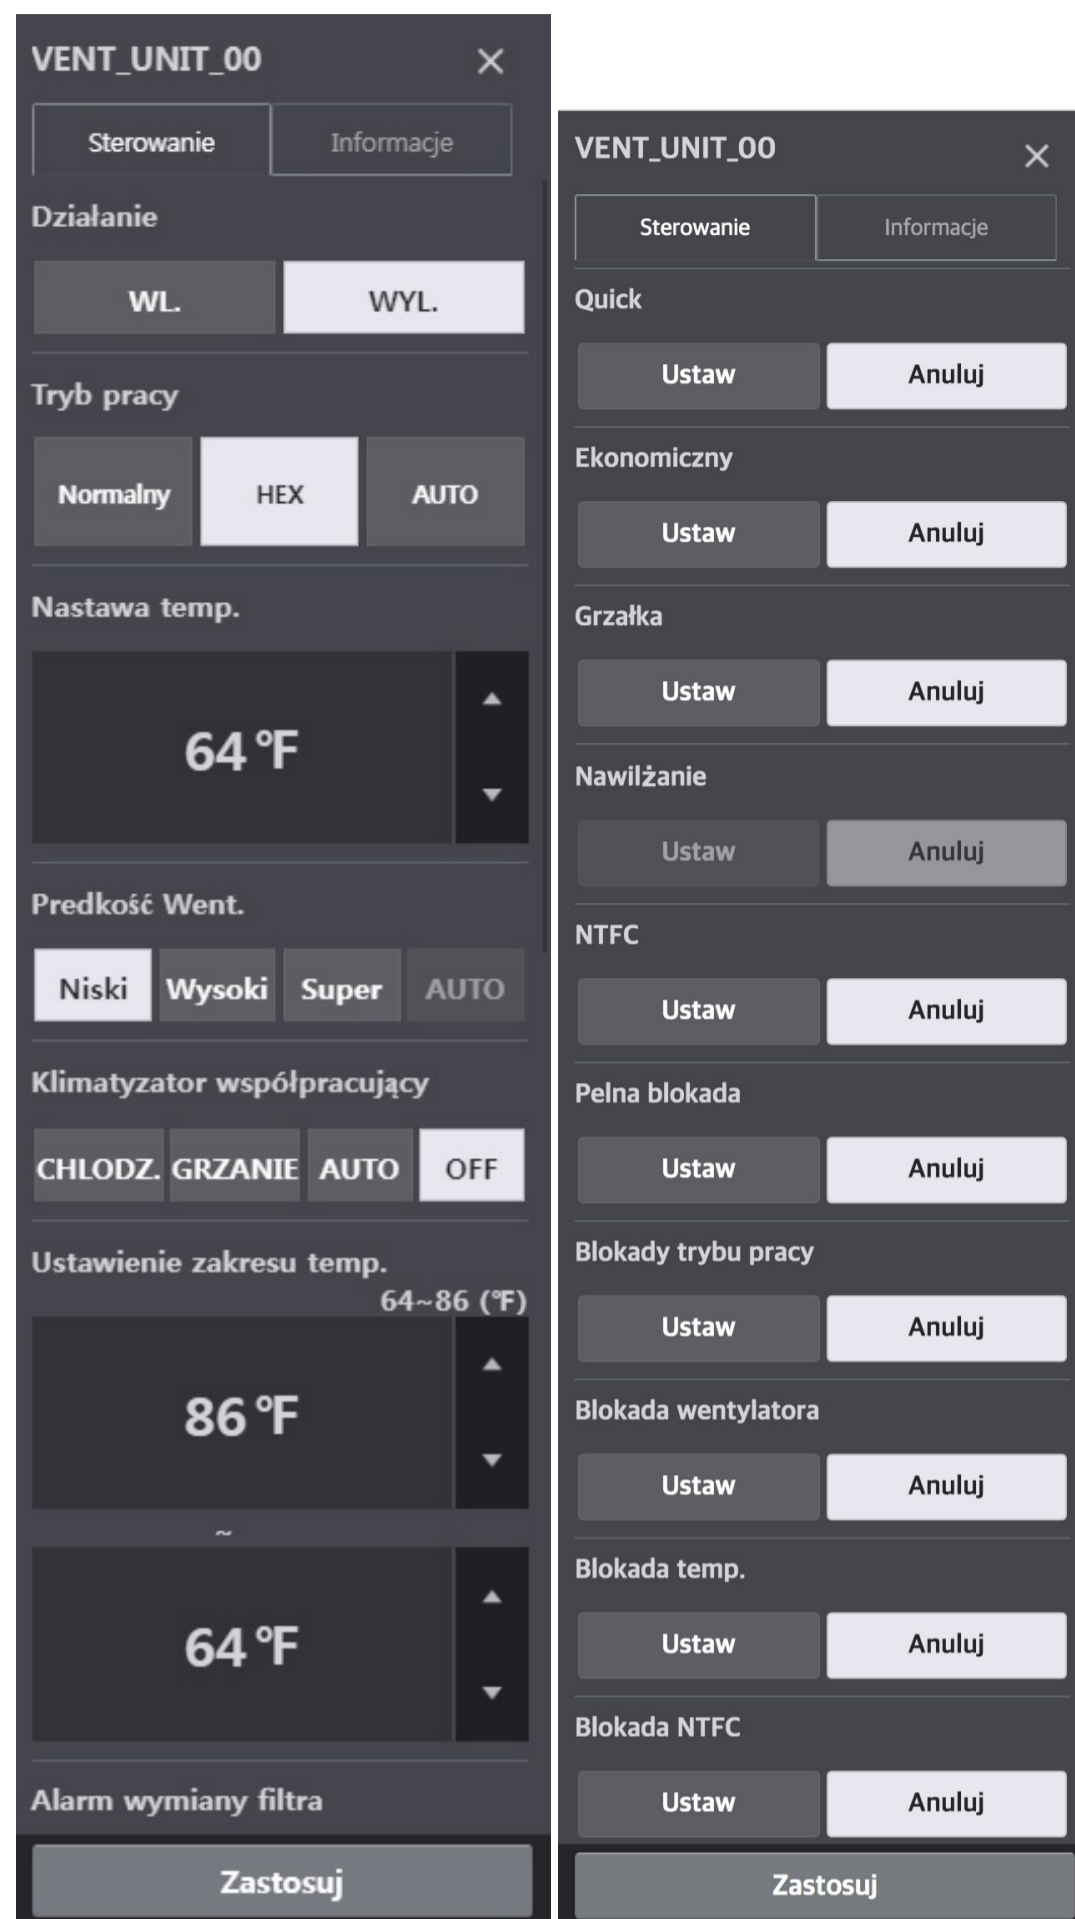 VENT_UNIT_00
Sterowanie Informacje
Działanie
WL. WYL.
Tryb pracy
Normalny HEX AUTO
Nastawa temp.
64 °F
Predkość Went.
Niski Wysoki Super AUTO
Klimatyzator współpracujący
CHLODZ. GRZANIE AUTO OFF
Ustawienie zakresu temp.
64~86 (°F)
86 °F
~
64 °F
Alarm wymiany filtra
Zastosuj
VENT_UNIT_00
Sterowanie Informacje
Quick
Ustaw Anuluj
Ekonomiczny
Ustaw Anuluj
Grzałka
Ustaw Anuluj
Nawilżanie
Ustaw Anuluj
NTFC
Ustaw Anuluj
Pelna blokada
Ustaw Anuluj
Blokady trybu pracy
Ustaw Anuluj
Blokada wentylatora
Ustaw Anuluj
Blokada temp.
Ustaw Anuluj
Blokada NTFC
Ustaw Anuluj
Zastosuj